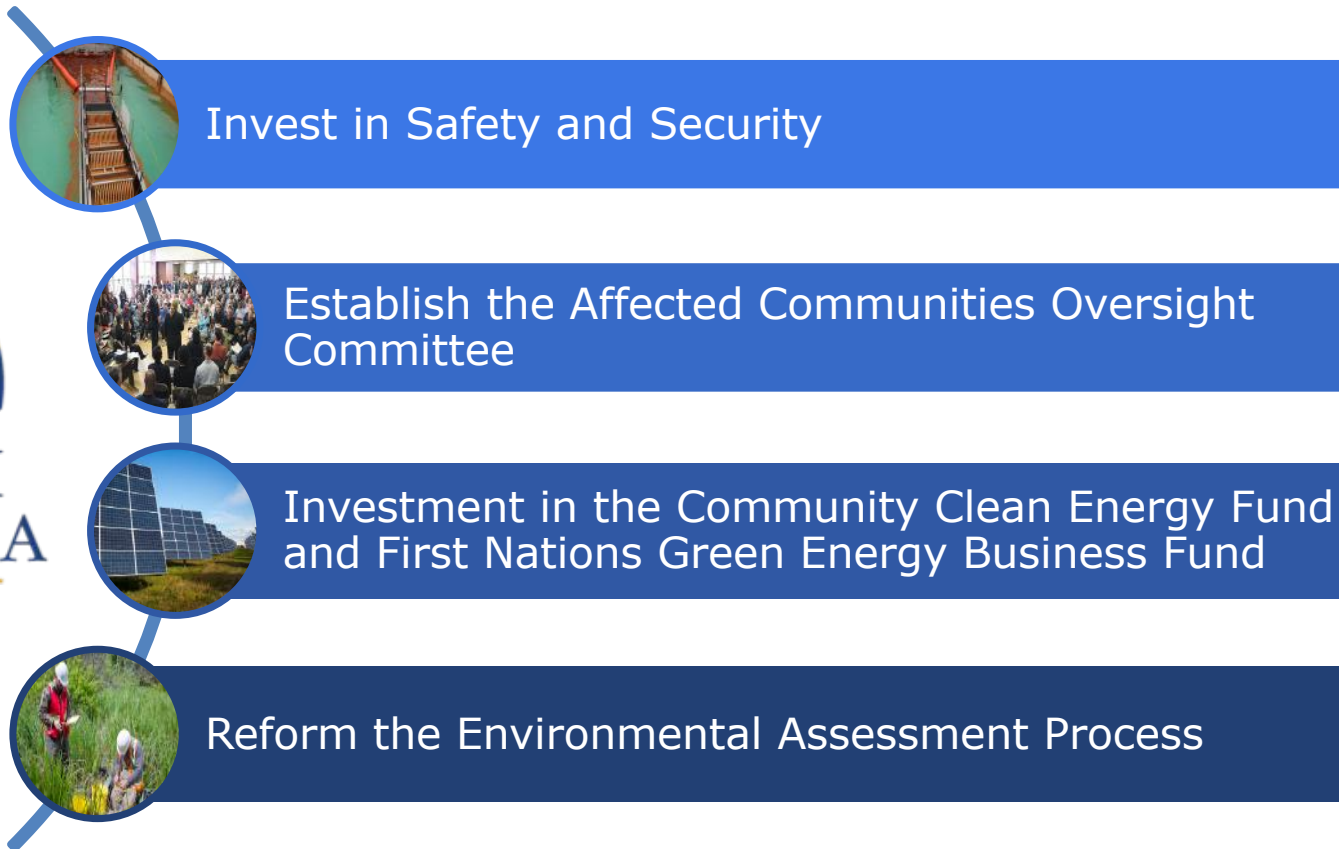 Invest in Safety and Security
Establish the Affected Communities Oversight
Committee
A
Investment in the Community Clean Energy Fund
and First Nations Green Energy Business Fund
Reform the Environmental Assessment Process